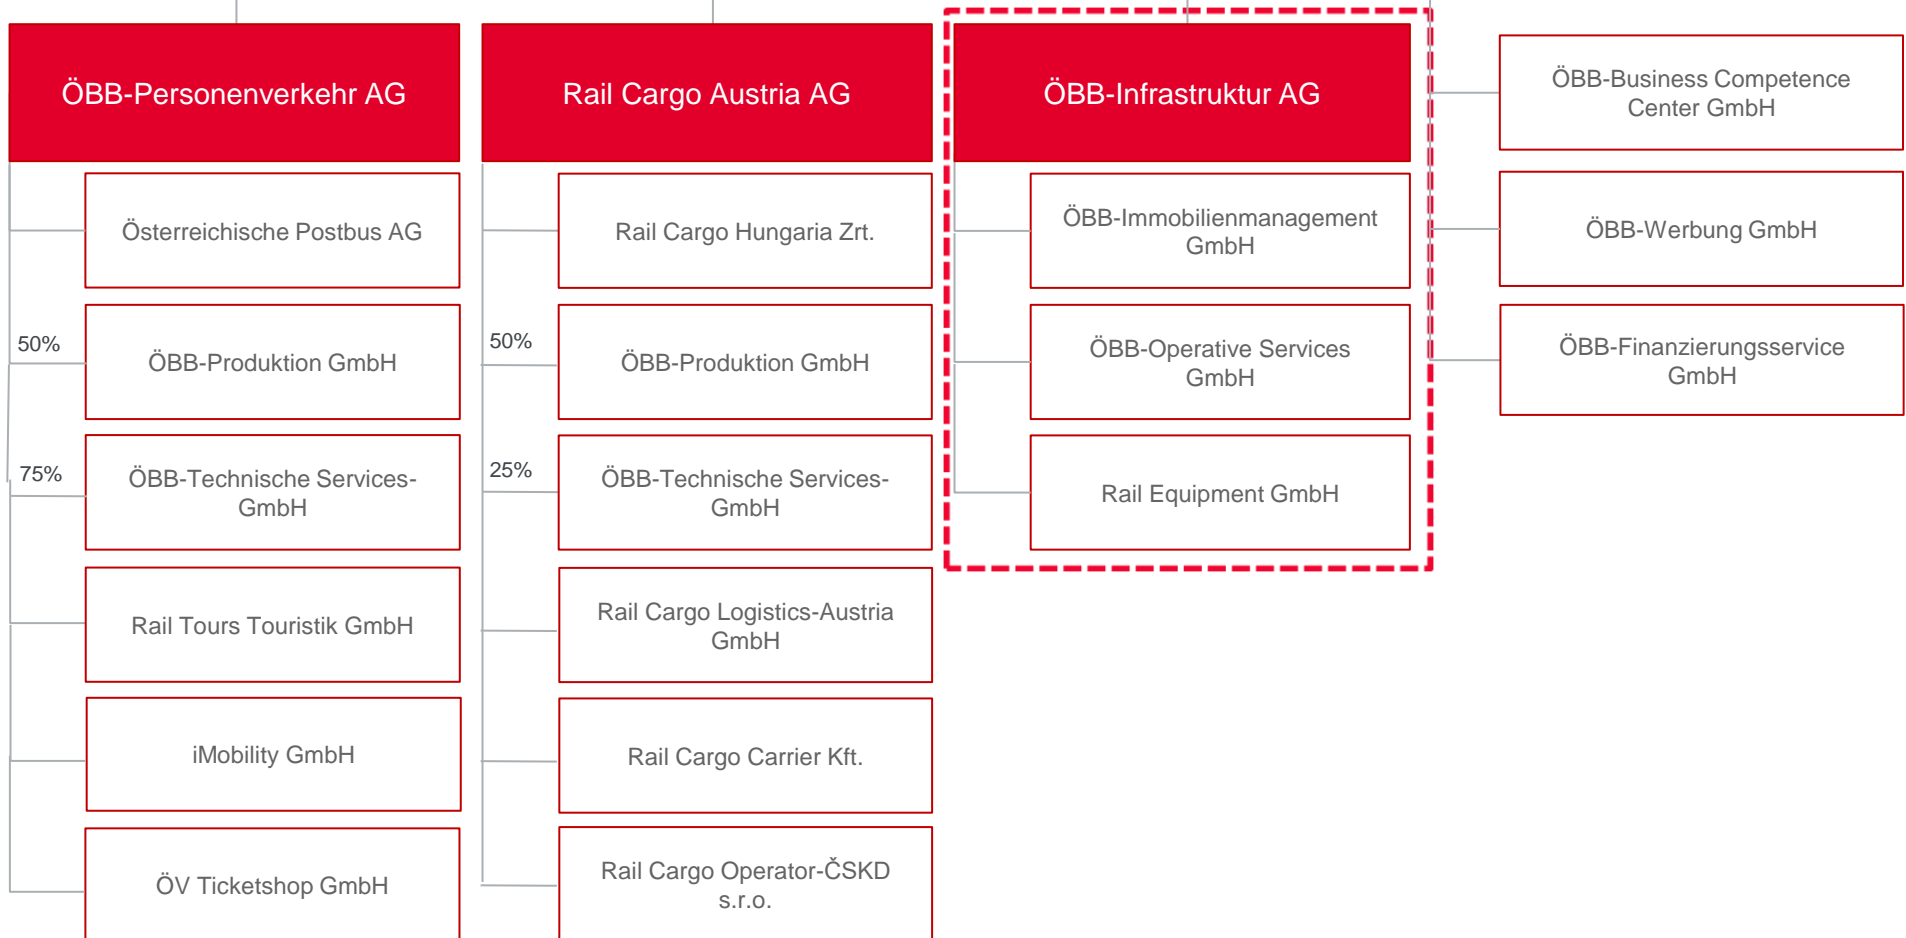 ÖBB-Personenverkehr AG
Österreichische Postbus AG
50%
ÖBB-Produktion GmbH
75%
ÖBB-Technische Services-
GmbH
Rail Tours Touristik GmbH
iMobility GmbH
ÖV Ticketshop GmbH
Rail Cargo Austria AG
Rail Cargo Hungaria Zrt.
50%
ÖBB-Produktion GmbH
25%
ÖBB-Technische Services-
GmbH
Rail Cargo Logistics-Austria
GmbH
Rail Cargo Carrier Kft.
Rail Cargo Operator-ČSKD
s.r.o.
ÖBB-Infrastruktur AG
ÖBB-Immobilienmanagement
GmbH
ÖBB-Operative Services
GmbH
Rail Equipment GmbH
ÖBB-Business Competence
Center GmbH
ÖBB-Werbung GmbH
ÖBB-Finanzierungsservice
GmbH